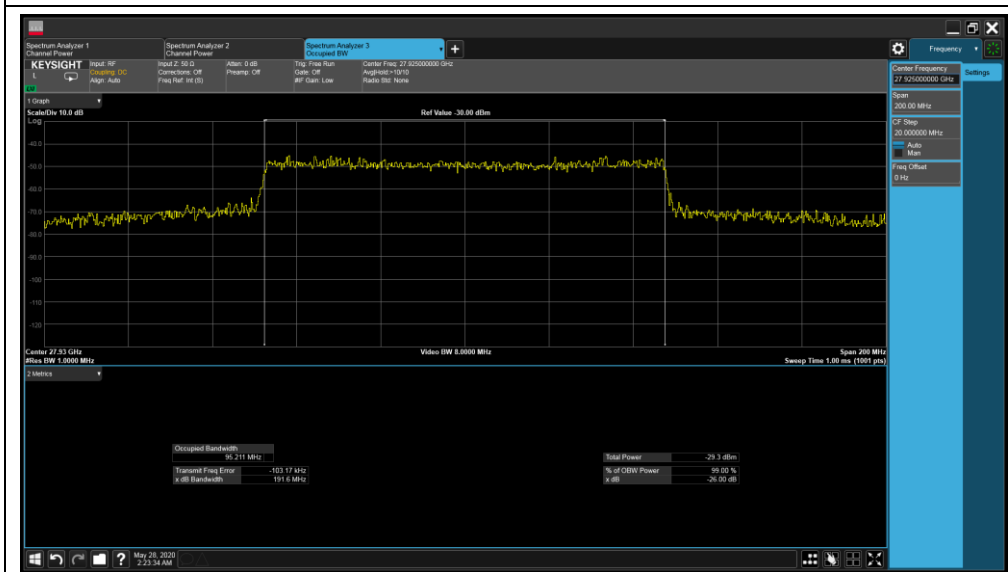 Spectrum Analyzer 1
Channel Power
Spectrum Analyzer 2
Channel Power
Spectrum Analyzer 3
Occupied BW
Frequency
KEYSIGHT
L
Input: RF
Coupling: DC
Align: Auto
Input Z: 50 Ω
Corrections: Off
Freq Ref: Int (S)
Atten: 0 dB
Preamp: Off
Trig: Free Run
Gate: Off
#IF Gain: Low
Center Freq: 27.925000000 GHz
Avg|Hold:>10/10
Radio Std: None
Center Frequency
27.925000000 GHz
Settings
Span
200.00 MHz
CF Step
20.000000 MHz
Auto
Man
Freq Offset
0 Hz
1 Graph
Scale/Div 10.0 dB
Ref Value -30.00 dBm
Log
-40.0
-50.0
-60.0
-70.0
-80.0
-90.0
-100
-110
-120
Center 27.93 GHz
Video BW 8.0000 MHz
Span 200 MHz
#Res BW 1.0000 MHz
Sweep Time 1.00 ms (1001 pts)
2 Metrics
Occupied Bandwidth
95.211 MHz
Total Power -29.3 dBm
Transmit Freq Error -103.17 kHz
% of OBW Power 99.00 %
x dB Bandwidth 191.6 MHz
x dB -26.00 dB
?
May 28, 2020
2:23:34 AM